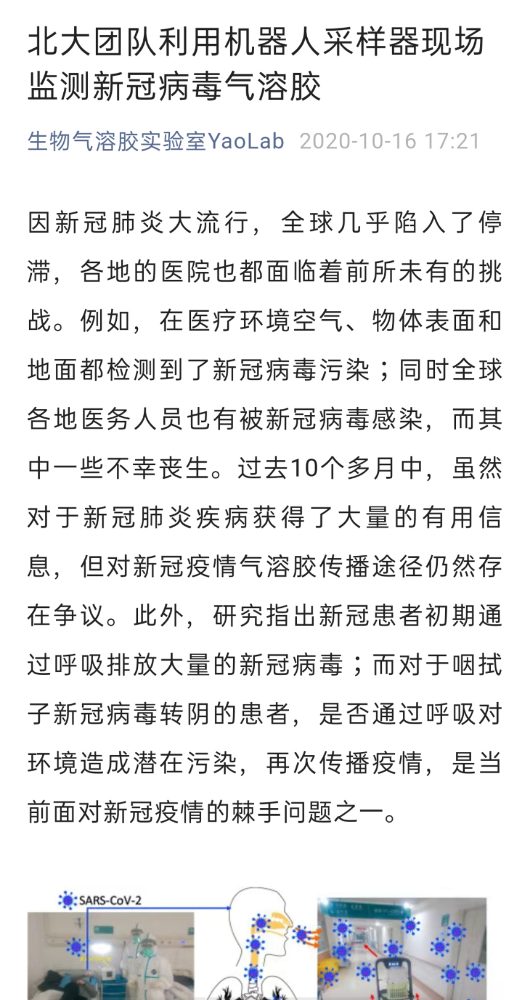 北大团队利用机器人采样器现场
监测新冠病毒气溶胶
生物气溶胶实验室YaoLab 2020-10-16 17:21
因新冠肺炎大流行，全球几乎陷入了停
滞，各地的医院也都面临着前所未有的挑
战。例如，在医疗环境空气、物体表面和
地面都检测到了新冠病毒污染；同时全球
各地医务人员也有被新冠病毒感染，而其
中一些不幸丧生。过去10个多月中，虽然
对于新冠肺炎疾病获得了大量的有用信
息，但对新冠疫情气溶胶传播途径仍然存
在争议。此外，研究指出新冠患者初期通
过呼吸排放大量的新冠病毒；而对于咽拭
子新冠病毒转阴的患者，是否通过呼吸对
环境造成潜在污染，再次传播疫情，是当
前面对新冠疫情的棘手问题之一。
SARS-CoV-2